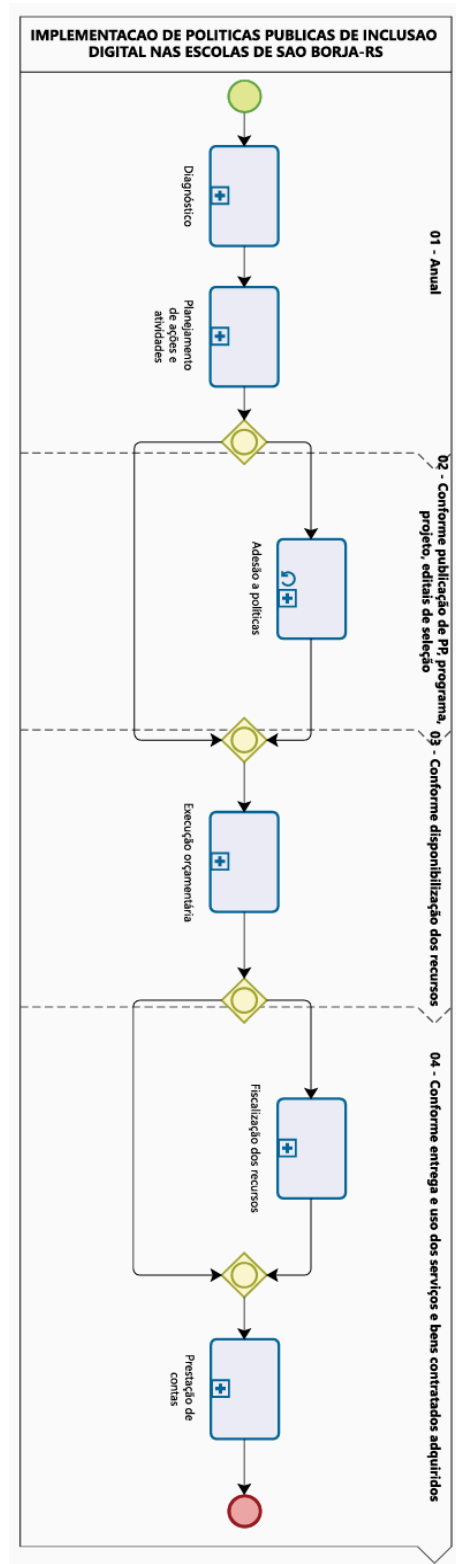 IMPLEMENTACAO DE POLITICAS PUBLICAS DE INCLUSAO
DIGITAL NAS ESCOLAS DE SAO BORJA-RS
01 - Anual
Diagnóstico
Planejamento
de ações e
atividades
02 - Conforme publicação de PP, programa,
projeto, editais de seleção
Adesão a políticas
03 - Conforme disponibilização dos recursos
Execução orçamentária
04 - Conforme entrega e uso dos serviços e bens contratados adquiridos
Fiscalização dos recursos
Prestação de
contas